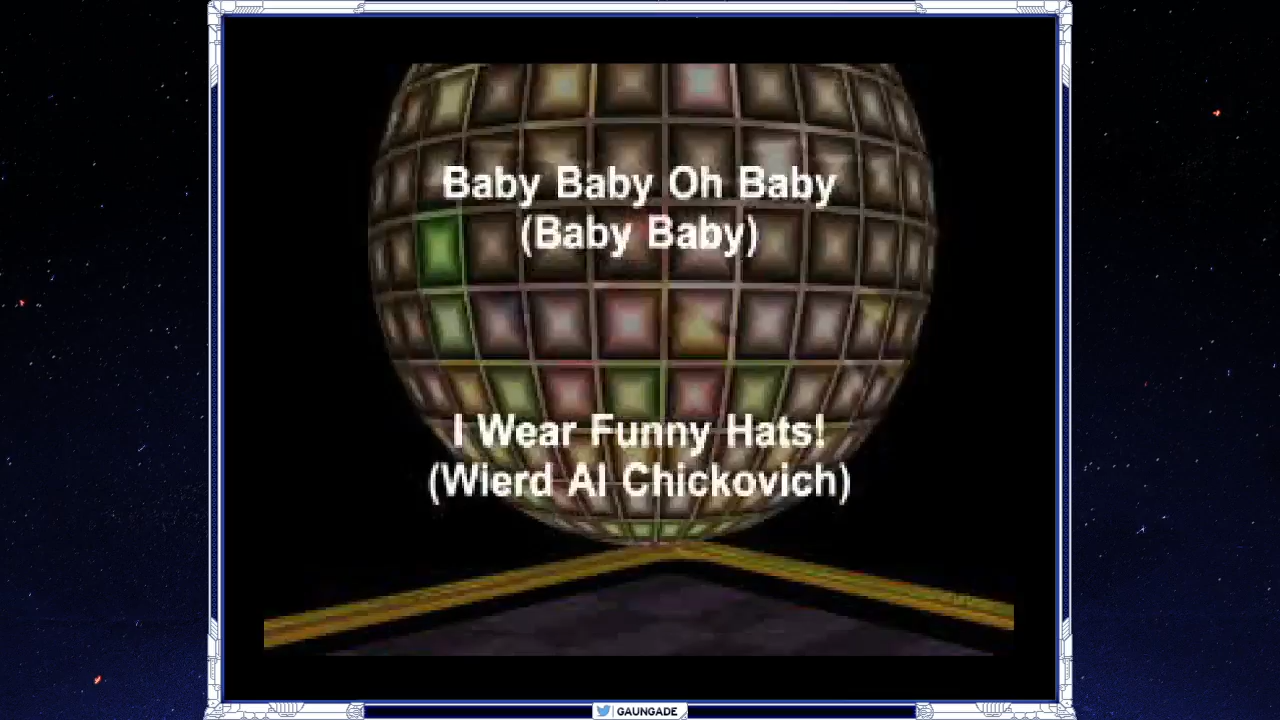 Baby Baby Oh Baby
(Baby Baby)
I Wear Funny Hats!
(Wierd Al Chickovich)
GAUNGADE